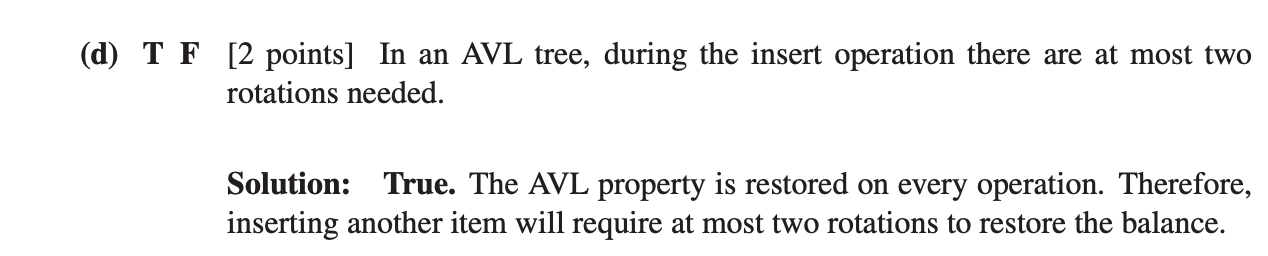 (d) T F [2 points] In an AVL tree, during the insert operation there are at most two
rotations needed.
Solution: True. The AVL property is restored on every operation. Therefore,
inserting another item will require at most two rotations to restore the balance.